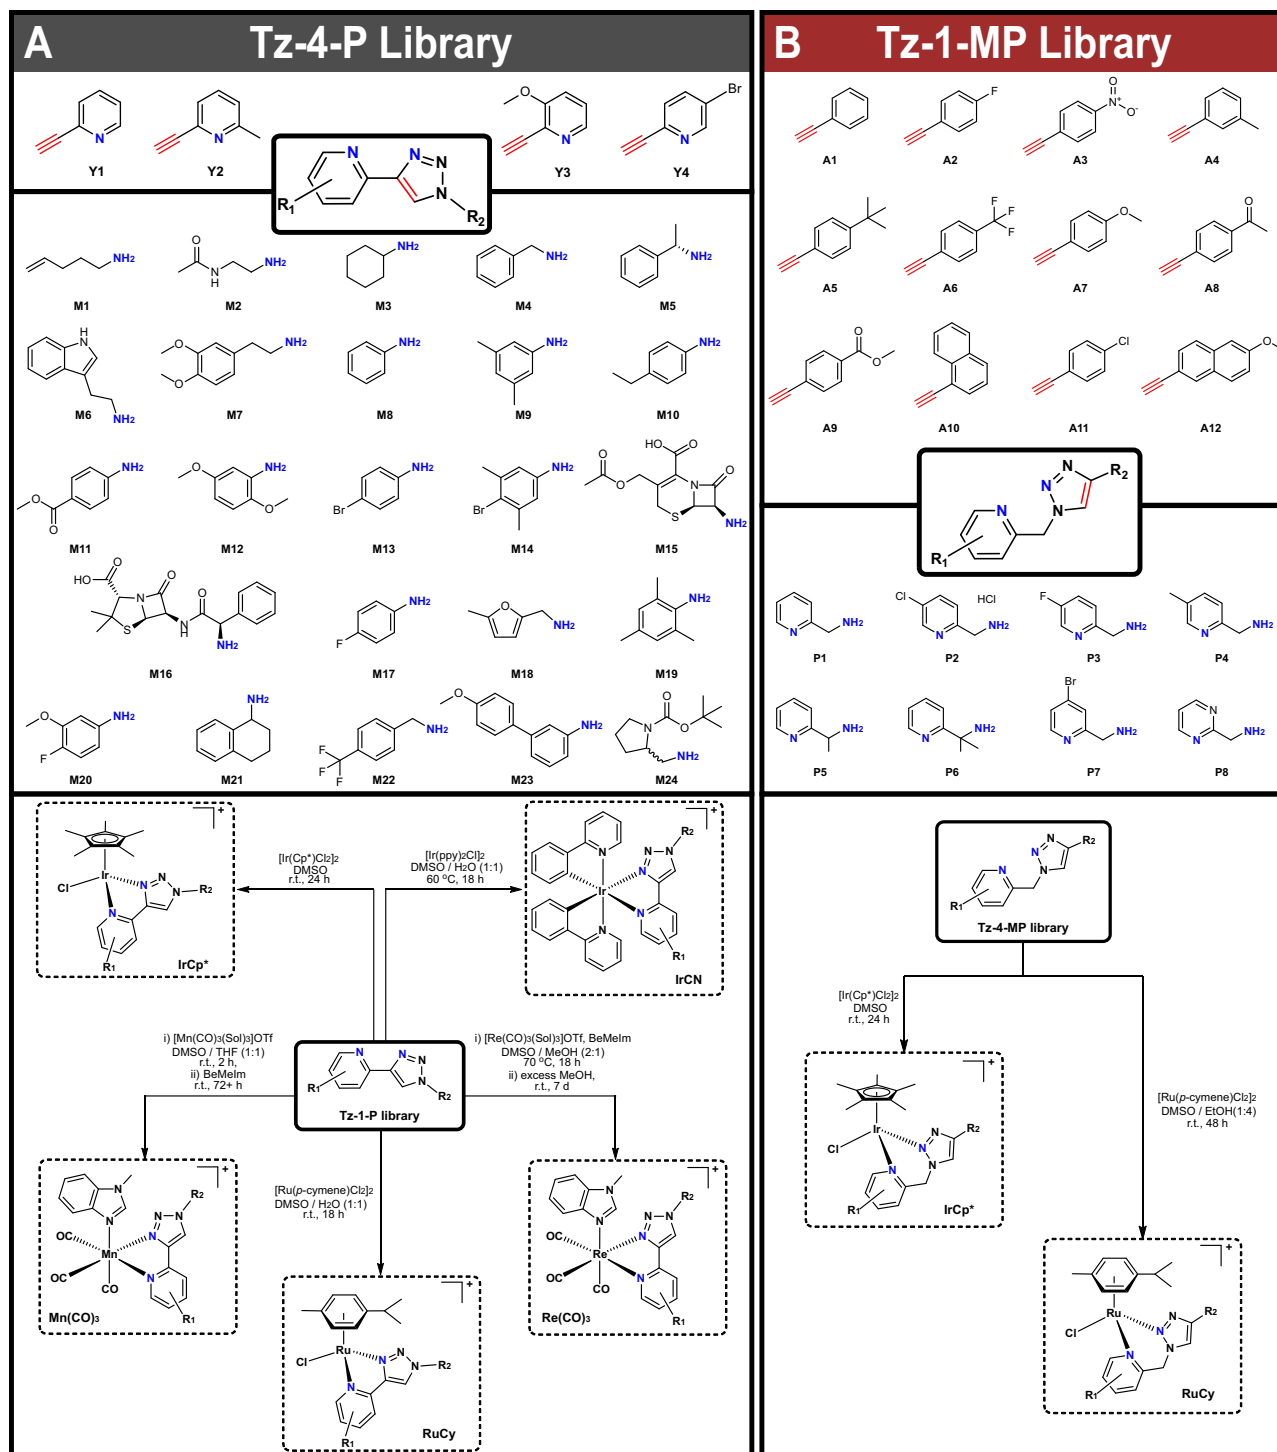 A Tz-4-P Library
Y1 Y2 Y3 Y4
O N Br
R1 N N N N R2
M1 M2 M3 M4 M5
NH2 O N H NH2 NH2 NH2 NH2
H N NH2 O O NH2 NH2 NH2 NH2
M6 M7 M8 M9 M10
NH2 O O NH2 O O NH2 Br NH2 Br HO O O O N O S NH2
M11 M12 M13 M14 M15
HO O O N S O N H NH2 NH2 F O NH2 NH2
M16 M17 M18 M19
O F NH2 NH2 F F F NH2 O NH2 N O O NH2
M20 M21 M22 M23 M24
[Ir(Cp*)Cl2]2
DMSO
r.t., 24 h
[Ir(ppy)2Cl]2
DMSO / H2O (1:1)
60 °C, 18 h
Cl Ir N N N R2 N R1
IrCp*
N N Ir N N N R2 N R1
IrCN
i) [Mn(CO)3(Sol)3]OTf
DMSO / THF (1:1)
r.t., 2 h,
ii) BeMeIm
r.t., 72+ h
R1 N N N N R2
Tz-1-P library
i) [Re(CO)3(Sol)3]OTf, BeMeIm
DMSO / MeOH (2:1)
70 °C, 18 h
ii) excess MeOH,
r.t., 7 d
N N OC OC CO Mn N N N R2 N R1
Mn(CO)3
[Ru(p-cymene)Cl2]2
DMSO / H2O (1:1)
r.t., 18 h
N N OC OC CO Re N N N R2 N R1
Re(CO)3
Cl Ru N N N R2 N R1
RuCy
B Tz-1-MP Library
F O N+ O-
A1 A2 A3 A4
F F F O O
A5 A6 A7 A8
O O Cl O
A9 A10 A11 A12
N N N R2 N R1
N NH2 Cl HCl N NH2 F N NH2 N NH2
P1 P2 P3 P4
N NH2 N NH2 Br N NH2 N N NH2
P5 P6 P7 P8
N N N R2 N R1
Tz-4-MP library
[Ir(Cp*)Cl2]2
DMSO
r.t., 24 h
Cl Ir N N N R2 N R1
IrCp*
[Ru(p-cymene)Cl2]2
DMSO / EtOH(1:4)
r.t., 48 h
Cl Ru N N N R2 N R1
RuCy